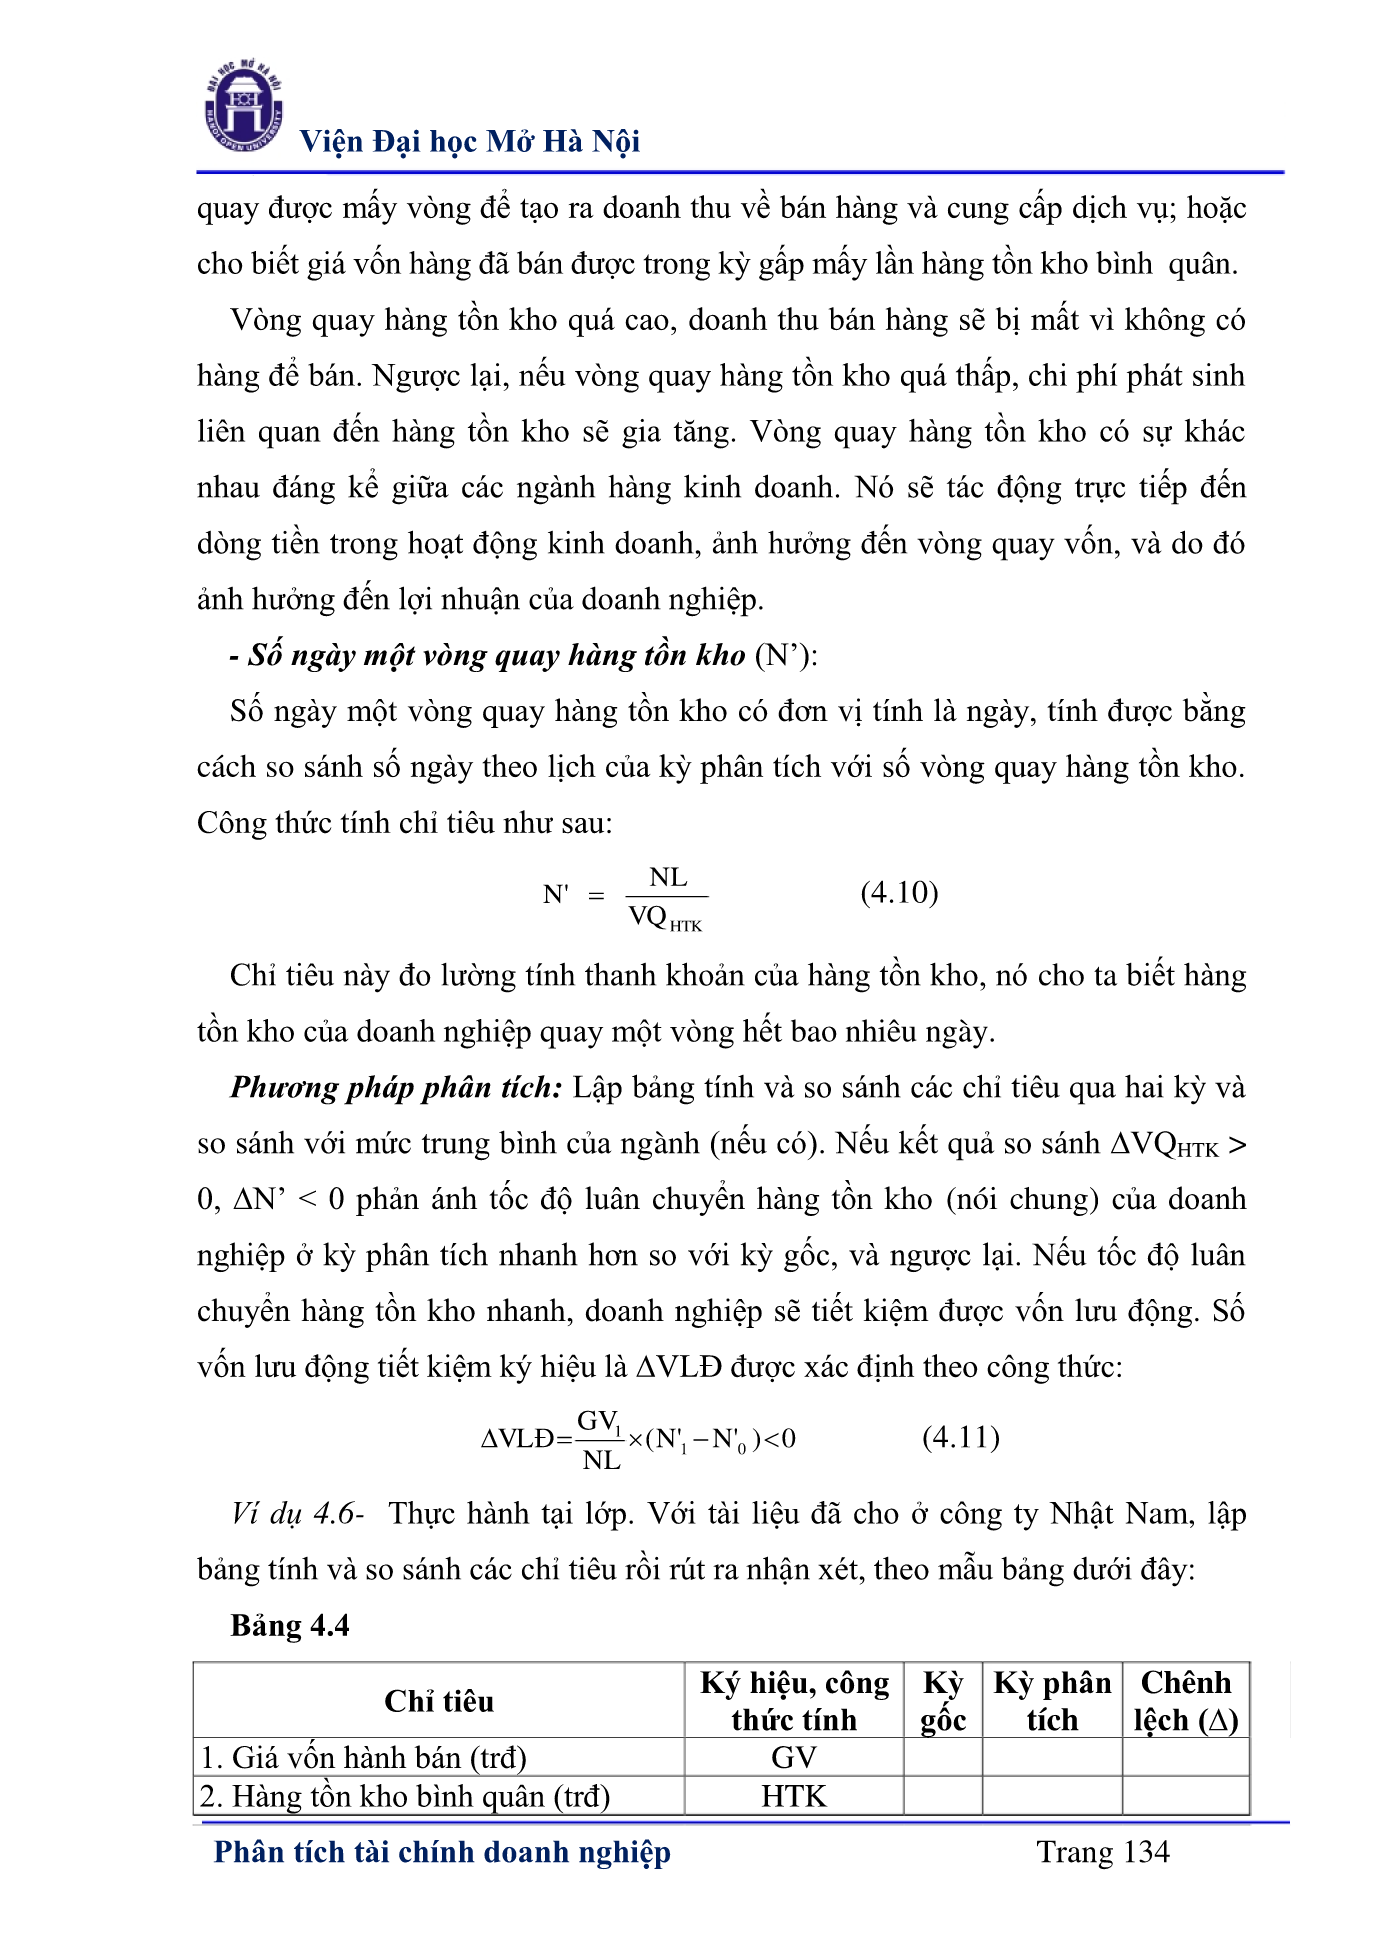 ĐẠI HỌC MỞ HÀ NỘI
HANOI OPEN UNIVERSITY
Viện Đại học Mở Hà Nội
quay được mấy vòng để tạo ra doanh thu về bán hàng và cung cấp dịch vụ; hoặc
cho biết giá vốn hàng đã bán được trong kỳ gấp mấy lần hàng tồn kho bình quân.
Vòng quay hàng tồn kho quá cao, doanh thu bán hàng sẽ bị mất vì không có
hàng để bán. Ngược lại, nếu vòng quay hàng tồn kho quá thấp, chi phí phát sinh
liên quan đến hàng tồn kho sẽ gia tăng. Vòng quay hàng tồn kho có sự khác
nhau đáng kể giữa các ngành hàng kinh doanh. Nó sẽ tác động trực tiếp đến
dòng tiền trong hoạt động kinh doanh, ảnh hưởng đến vòng quay vốn, và do đó
ảnh hưởng đến lợi nhuận của doanh nghiệp.
- Số ngày một vòng quay hàng tồn kho (N’):
Số ngày một vòng quay hàng tồn kho có đơn vị tính là ngày, tính được bằng
cách so sánh số ngày theo lịch của kỳ phân tích với số vòng quay hàng tồn kho.
Công thức tính chỉ tiêu như sau:
N' = NL / VQ_HTK (4.10)
Chỉ tiêu này đo lường tính thanh khoản của hàng tồn kho, nó cho ta biết hàng
tồn kho của doanh nghiệp quay một vòng hết bao nhiêu ngày.
Phương pháp phân tích: Lập bảng tính và so sánh các chỉ tiêu qua hai kỳ và
so sánh với mức trung bình của ngành (nếu có). Nếu kết quả so sánh ΔVQHTK >
0, ΔN’ < 0 phản ánh tốc độ luân chuyển hàng tồn kho (nói chung) của doanh
nghiệp ở kỳ phân tích nhanh hơn so với kỳ gốc, và ngược lại. Nếu tốc độ luân
chuyển hàng tồn kho nhanh, doanh nghiệp sẽ tiết kiệm được vốn lưu động. Số
vốn lưu động tiết kiệm ký hiệu là ΔVLĐ được xác định theo công thức:
ΔVLĐ = GV₁ / NL × (N'₁ − N'₀) < 0 (4.11)
Ví dụ 4.6- Thực hành tại lớp. Với tài liệu đã cho ở công ty Nhật Nam, lập
bảng tính và so sánh các chỉ tiêu rồi rút ra nhận xét, theo mẫu bảng dưới đây:
Bảng 4.4
Chỉ tiêu | Ký hiệu, công thức tính | Kỳ gốc | Kỳ phân tích | Chênh lệch (Δ)
1. Giá vốn hành bán (trđ) | GV
2. Hàng tồn kho bình quân (trđ) | HTK
Phân tích tài chính doanh nghiệp Trang 134